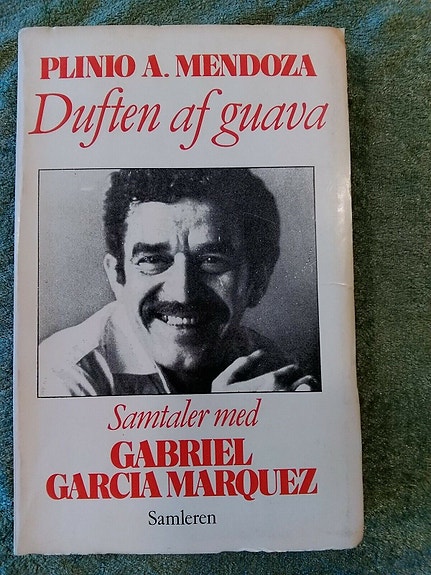 PLINIO A. MENDOZA
Duften af guava
Samtaler med
GABRIEL
GARCIA MARQUEZ
Samleren